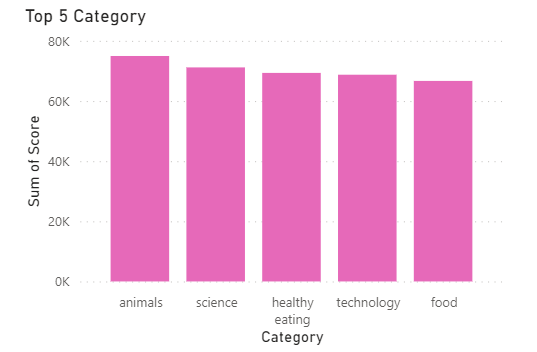 Top 5 Category
80K
60K
40K
20K
0K
Sum of Score
animals
science
healthy
eating
technology
food
Category